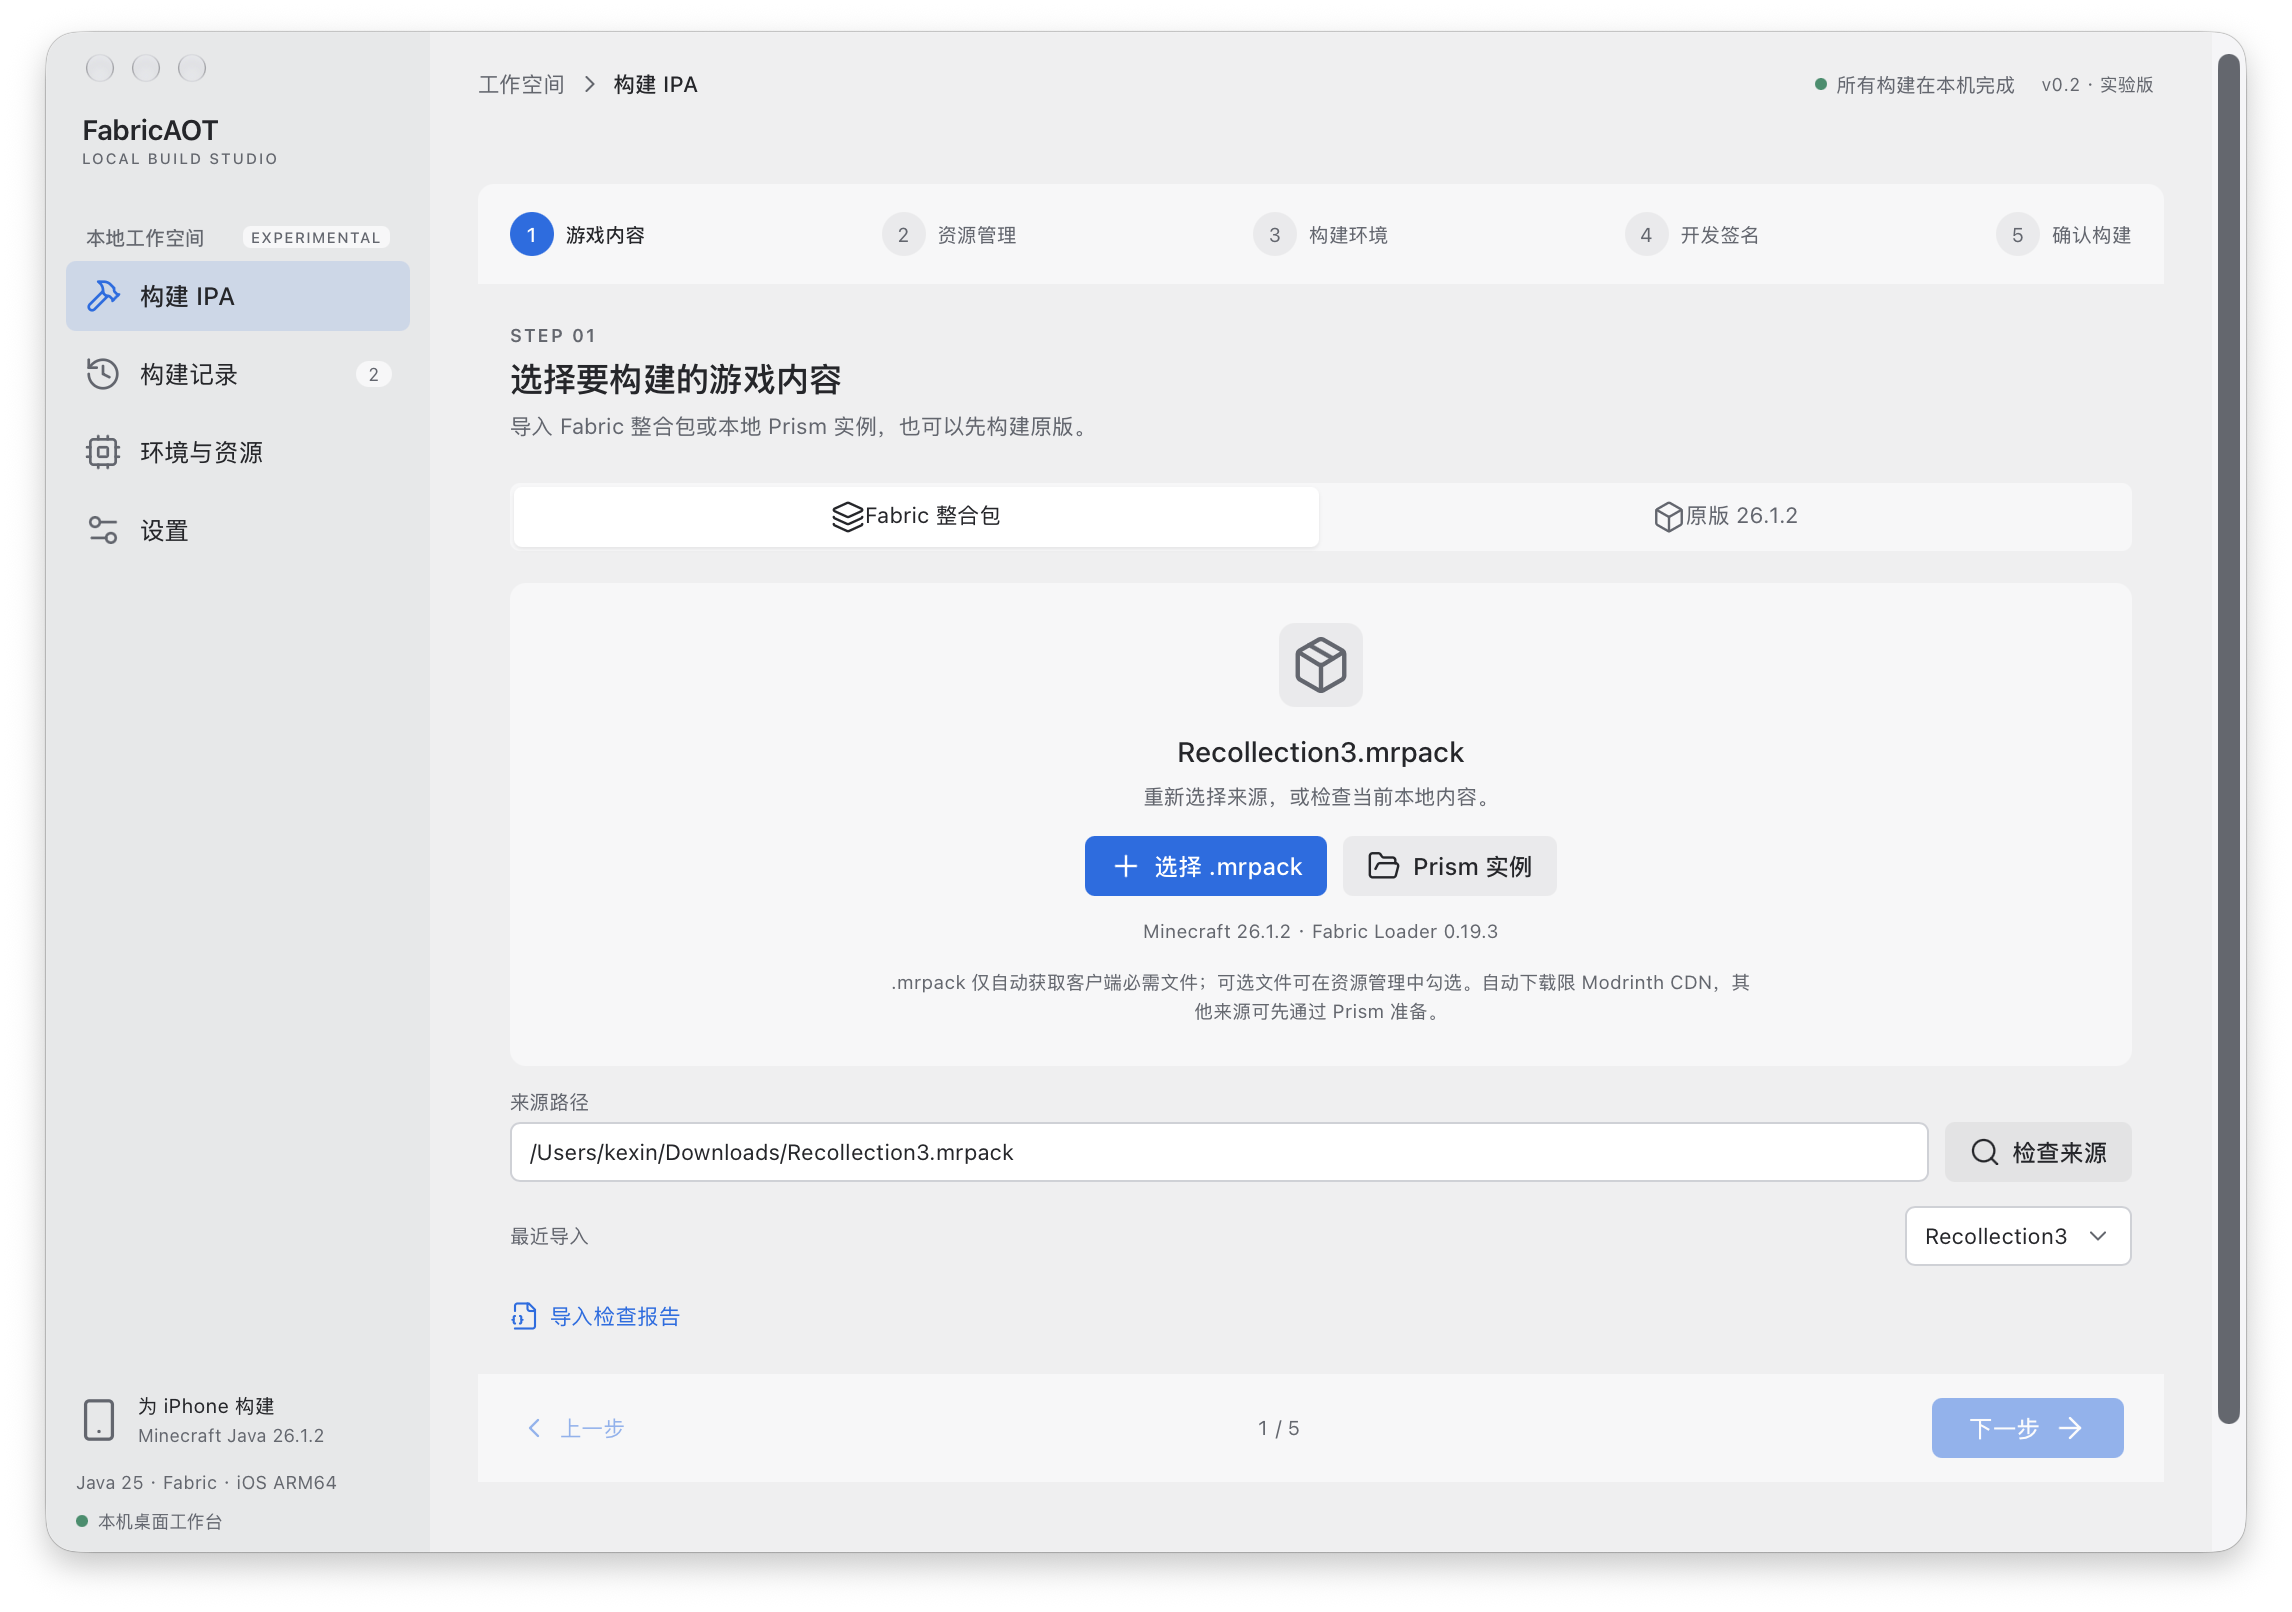 FabricAOT
LOCAL BUILD STUDIO
本地工作空间 EXPERIMENTAL
构建 IPA
构建记录 2
环境与资源
设置
为 iPhone 构建
Minecraft Java 26.1.2
Java 25 · Fabric · iOS ARM64
本机桌面工作台
工作空间 > 构建 IPA
所有构建在本机完成 v0.2 · 实验版
1 游戏内容 2 资源管理 3 构建环境 4 开发签名 5 确认构建
STEP 01
选择要构建的游戏内容
导入 Fabric 整合包或本地 Prism 实例，也可以先构建原版。
Fabric 整合包 原版 26.1.2
Recollection3.mrpack
重新选择来源，或检查当前本地内容。
选择 .mrpack Prism 实例
Minecraft 26.1.2 · Fabric Loader 0.19.3
.mrpack 仅自动获取客户端必需文件；可选文件可在资源管理中勾选。自动下载限 Modrinth CDN，其
他来源可先通过 Prism 准备。
来源路径
/Users/kexin/Downloads/Recollection3.mrpack 检查来源
最近导入 Recollection3
导入检查报告
上一步 1 / 5 下一步